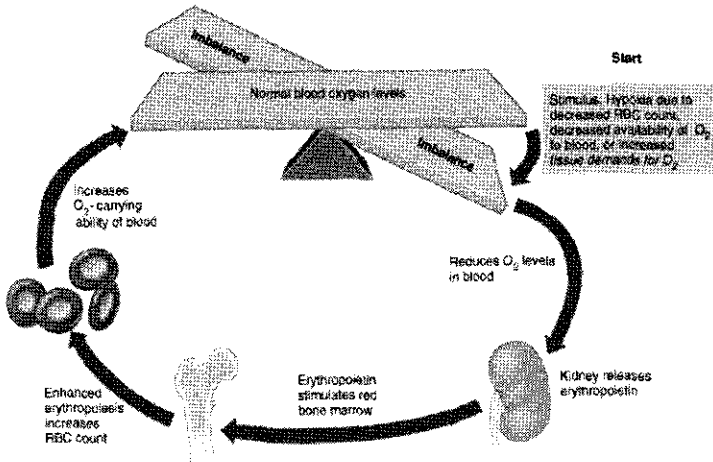 Imbalance
Normal blood oxygen levels
Imbalance
Start
Stimulus: Hypoxia due to
decreased RBC count,
decreased availability of O₂
to blood, or increased
tissue demands for O₂
Reduces O₂ levels
in blood
Kidney releases
erythropoietin
Erythropoietin
stimulates red
bone marrow
Enhanced
erythropoiesis
increases
RBC count
Increases
O₂-carrying
ability of blood